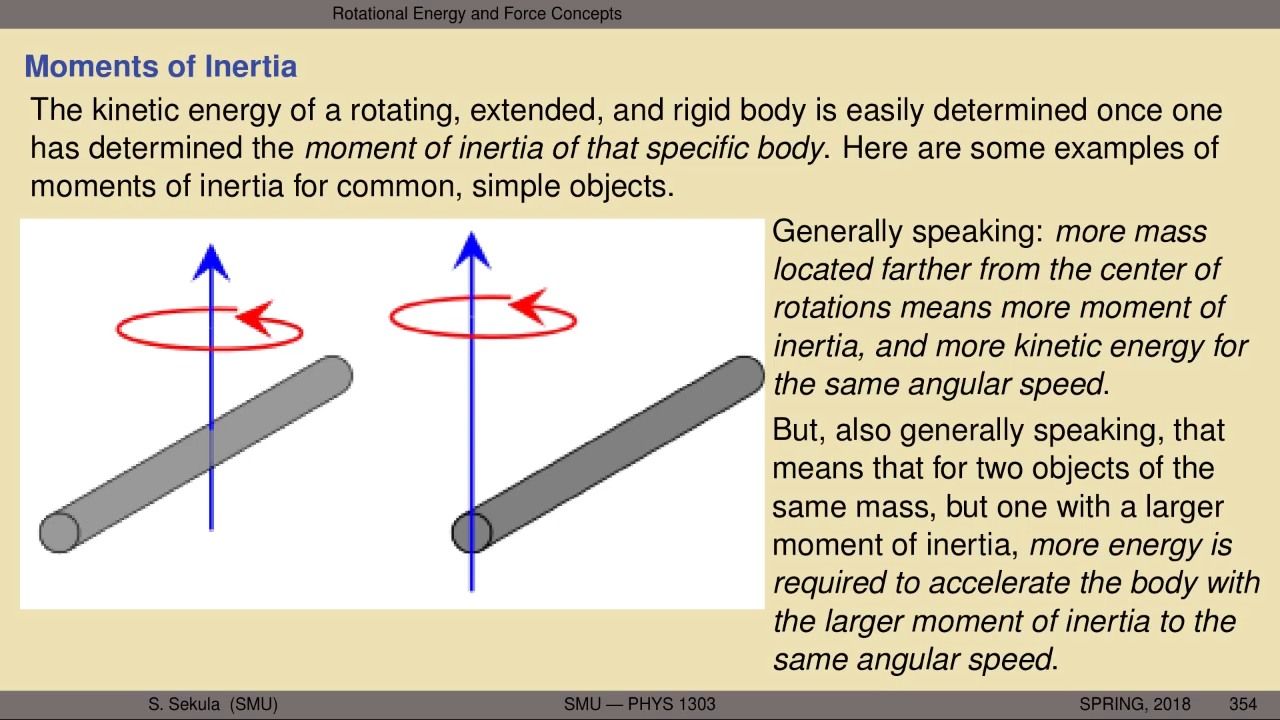 Rotational Energy and Force Concepts
Moments of Inertia
The kinetic energy of a rotating, extended, and rigid body is easily determined once one
has determined the moment of inertia of that specific body. Here are some examples of
moments of inertia for common, simple objects.
Generally speaking: more mass
located farther from the center of
rotations means more moment of
inertia, and more kinetic energy for
the same angular speed.
But, also generally speaking, that
means that for two objects of the
same mass, but one with a larger
moment of inertia, more energy is
required to accelerate the body with
the larger moment of inertia to the
same angular speed.
S. Sekula (SMU) SMU — PHYS 1303 SPRING, 2018 354